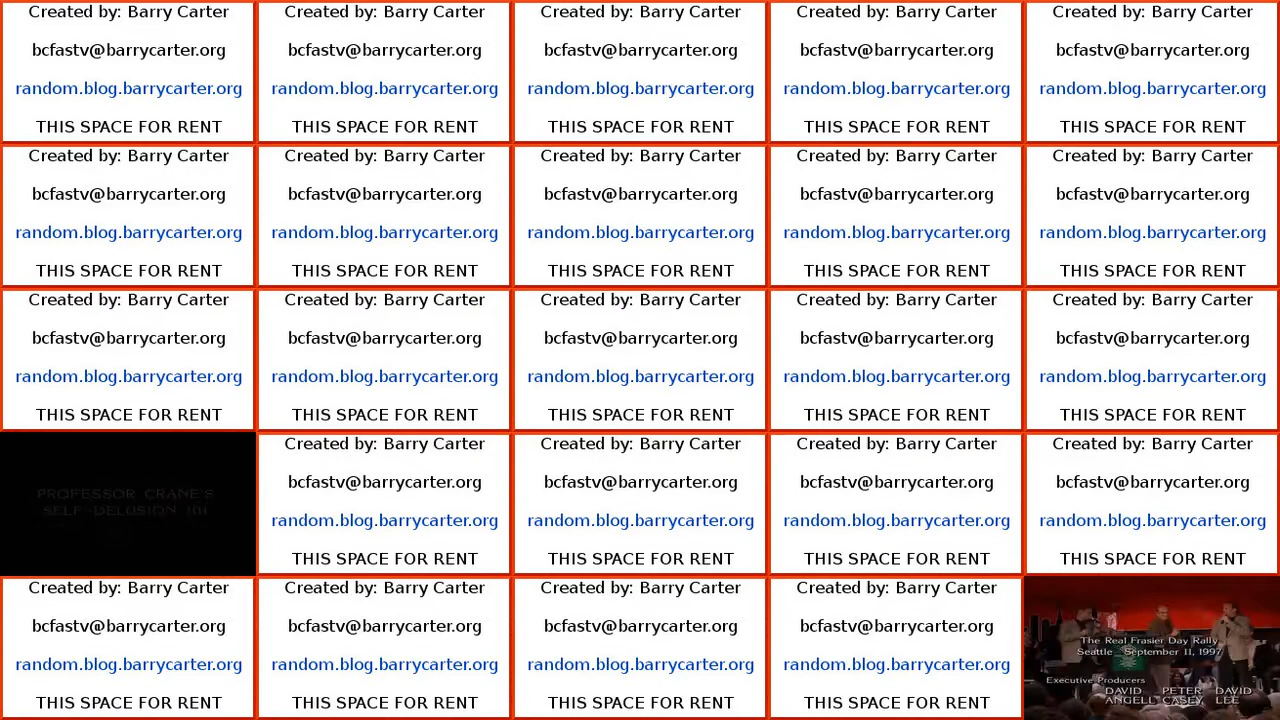 Created by: Barry Carter
bcfastv@barrycarter.org
random.blog.barrycarter.org
THIS SPACE FOR RENT
Created by: Barry Carter
bcfastv@barrycarter.org
random.blog.barrycarter.org
THIS SPACE FOR RENT
Created by: Barry Carter
bcfastv@barrycarter.org
random.blog.barrycarter.org
THIS SPACE FOR RENT
Created by: Barry Carter
bcfastv@barrycarter.org
random.blog.barrycarter.org
THIS SPACE FOR RENT
Created by: Barry Carter
bcfastv@barrycarter.org
random.blog.barrycarter.org
THIS SPACE FOR RENT
Created by: Barry Carter
bcfastv@barrycarter.org
random.blog.barrycarter.org
THIS SPACE FOR RENT
Created by: Barry Carter
bcfastv@barrycarter.org
random.blog.barrycarter.org
THIS SPACE FOR RENT
Created by: Barry Carter
bcfastv@barrycarter.org
random.blog.barrycarter.org
THIS SPACE FOR RENT
Created by: Barry Carter
bcfastv@barrycarter.org
random.blog.barrycarter.org
THIS SPACE FOR RENT
Created by: Barry Carter
bcfastv@barrycarter.org
random.blog.barrycarter.org
THIS SPACE FOR RENT
Created by: Barry Carter
bcfastv@barrycarter.org
random.blog.barrycarter.org
THIS SPACE FOR RENT
Created by: Barry Carter
bcfastv@barrycarter.org
random.blog.barrycarter.org
THIS SPACE FOR RENT
Created by: Barry Carter
bcfastv@barrycarter.org
random.blog.barrycarter.org
THIS SPACE FOR RENT
Created by: Barry Carter
bcfastv@barrycarter.org
random.blog.barrycarter.org
THIS SPACE FOR RENT
Created by: Barry Carter
bcfastv@barrycarter.org
random.blog.barrycarter.org
THIS SPACE FOR RENT
PROFESSOR CRANE'S
SELF-DELUSION 101
Created by: Barry Carter
bcfastv@barrycarter.org
random.blog.barrycarter.org
THIS SPACE FOR RENT
Created by: Barry Carter
bcfastv@barrycarter.org
random.blog.barrycarter.org
THIS SPACE FOR RENT
Created by: Barry Carter
bcfastv@barrycarter.org
random.blog.barrycarter.org
THIS SPACE FOR RENT
Created by: Barry Carter
bcfastv@barrycarter.org
random.blog.barrycarter.org
THIS SPACE FOR RENT
Created by: Barry Carter
bcfastv@barrycarter.org
random.blog.barrycarter.org
THIS SPACE FOR RENT
Created by: Barry Carter
bcfastv@barrycarter.org
random.blog.barrycarter.org
THIS SPACE FOR RENT
Created by: Barry Carter
bcfastv@barrycarter.org
random.blog.barrycarter.org
THIS SPACE FOR RENT
Created by: Barry Carter
bcfastv@barrycarter.org
random.blog.barrycarter.org
THIS SPACE FOR RENT
The Real Frasier Day Rally
Seattle September 11, 1997
Executive Producers
DAVID PETER DAVID
ANGELL CASEY LEE